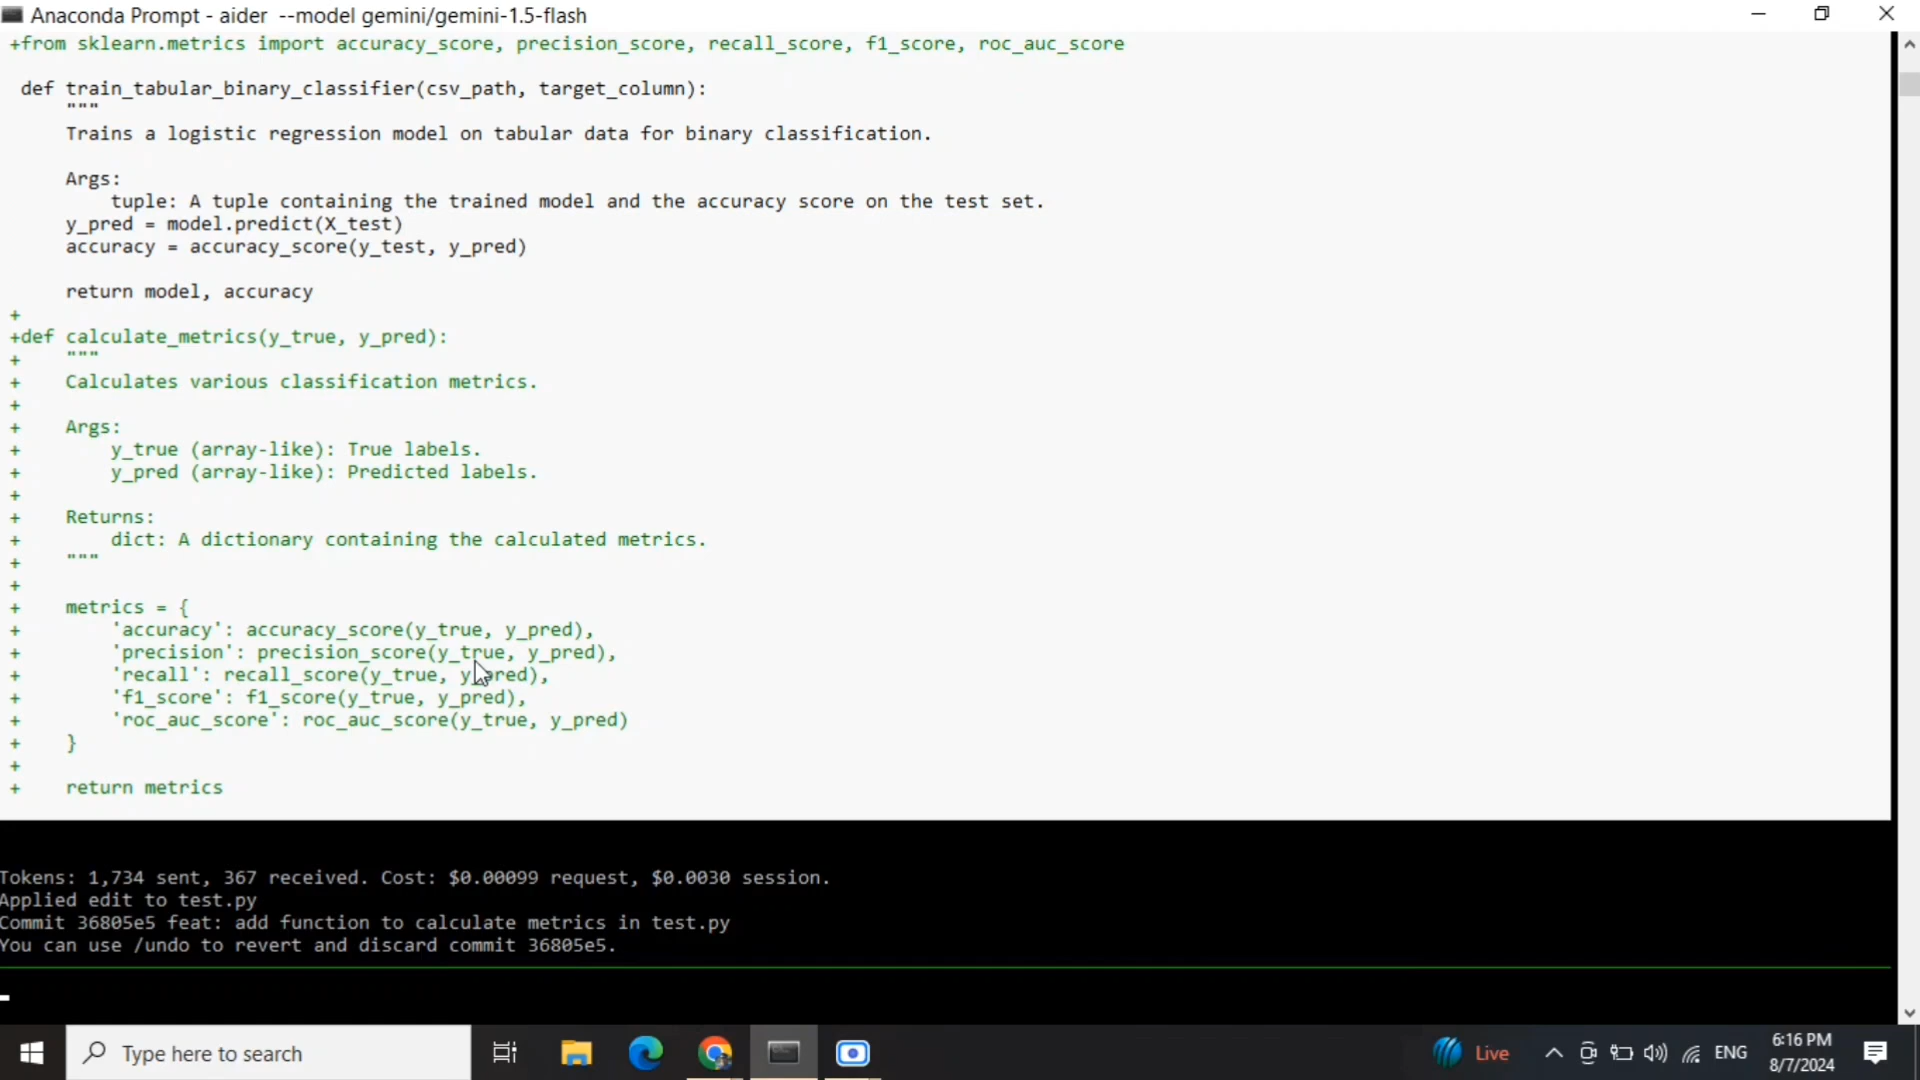 Anaconda Prompt - aider  --model gemini/gemini-1.5-flash
+from sklearn.metrics import accuracy_score, precision_score, recall_score, f1_score, roc_auc_score
 def train_tabular_binary_classifier(csv_path, target_column):
     """
     Trains a logistic regression model on tabular data for binary classification.
     Args:
         tuple: A tuple containing the trained model and the accuracy score on the test set.
     y_pred = model.predict(X_test)
     accuracy = accuracy_score(y_test, y_pred)
     return model, accuracy
+
+def calculate_metrics(y_true, y_pred):
+    """
+    Calculates various classification metrics.
+
+    Args:
+        y_true (array-like): True labels.
+        y_pred (array-like): Predicted labels.
+
+    Returns:
+        dict: A dictionary containing the calculated metrics.
+    """
+
+    metrics = {
+        'accuracy': accuracy_score(y_true, y_pred),
+        'precision': precision_score(y_true, y_pred),
+        'recall': recall_score(y_true, y_pred),
+        'f1_score': f1_score(y_true, y_pred),
+        'roc_auc_score': roc_auc_score(y_true, y_pred)
+    }
+
+    return metrics
Tokens: 1,734 sent, 367 received. Cost: $0.00099 request, $0.0030 session.
Applied edit to test.py
Commit 36805e5 feat: add function to calculate metrics in test.py
You can use /undo to revert and discard commit 36805e5.
Type here to search
Live
ENG
6:16 PM
8/7/2024